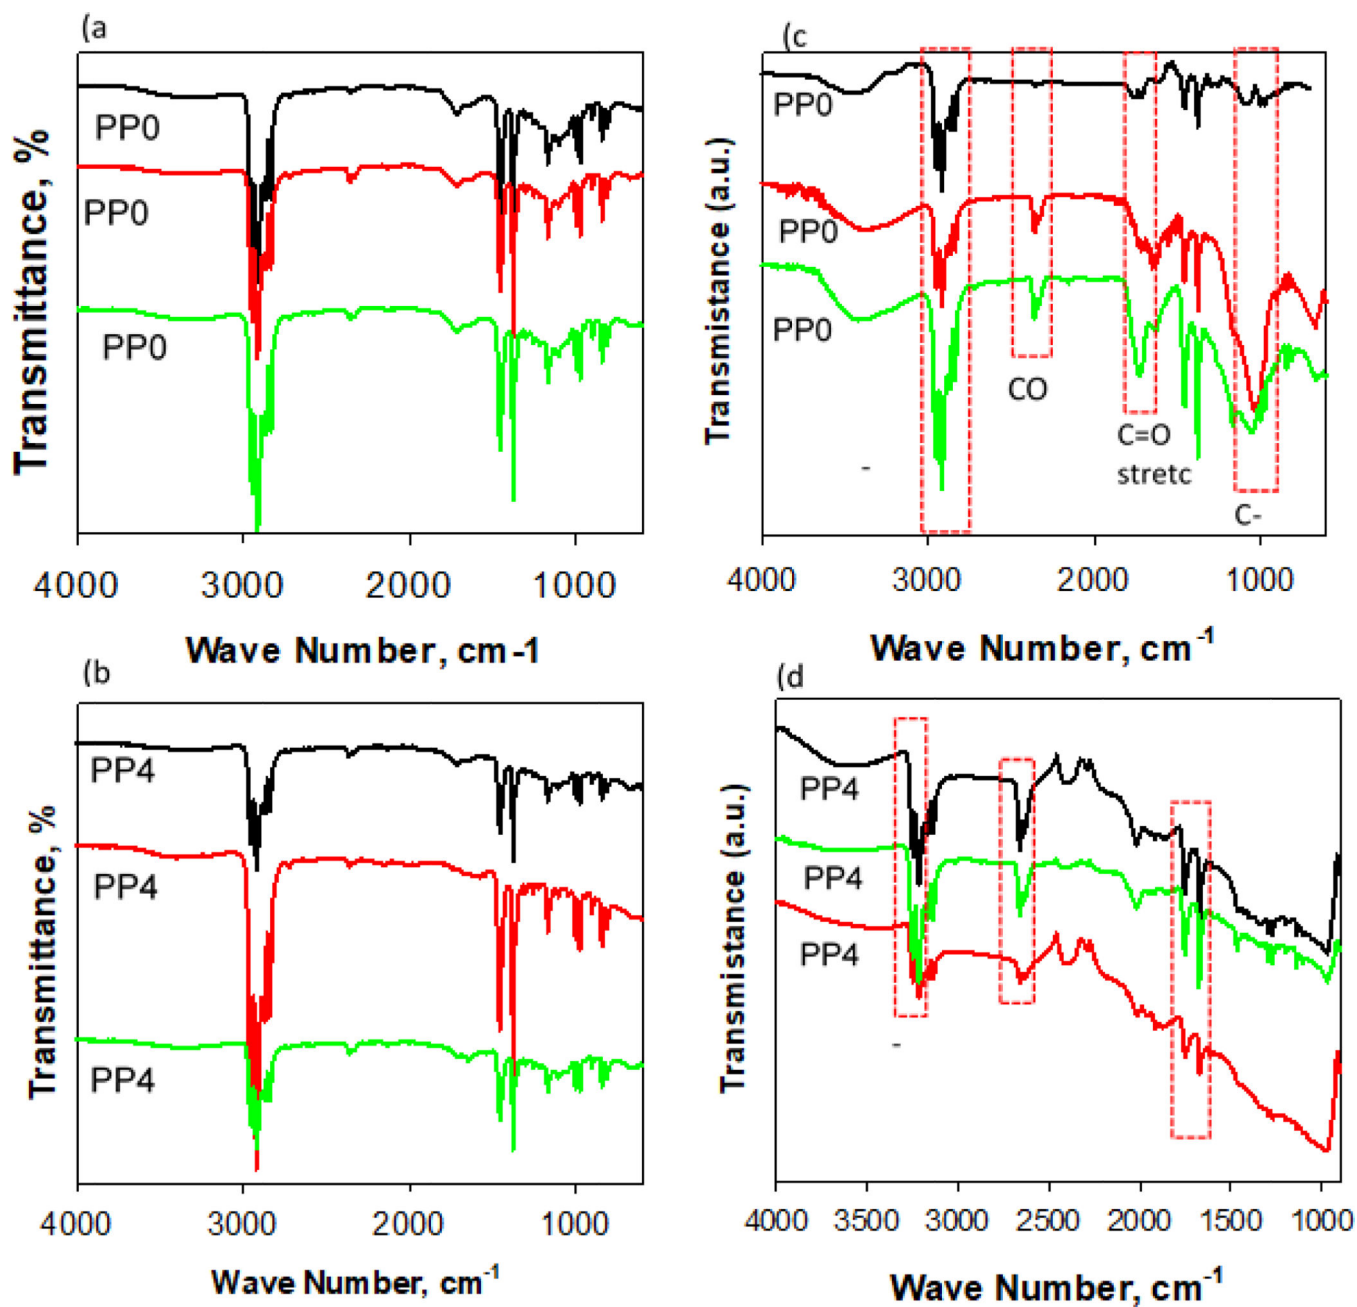 (a
Transmittance, %
PP0
PP0
PP0
4000 3000 2000 1000
Wave Number, cm-1
(c
Transmistance (a.u.)
PP0
PP0
PP0
CO
C=O
stretc
-
C-
4000 3000 2000 1000
Wave Number, cm-1
(b
Transmittance, %
PP4
PP4
PP4
4000 3000 2000 1000
Wave Number, cm-1
(d
Transmistance (a.u.)
PP4
PP4
PP4
-
4000 3500 3000 2500 2000 1500 1000
Wave Number, cm-1